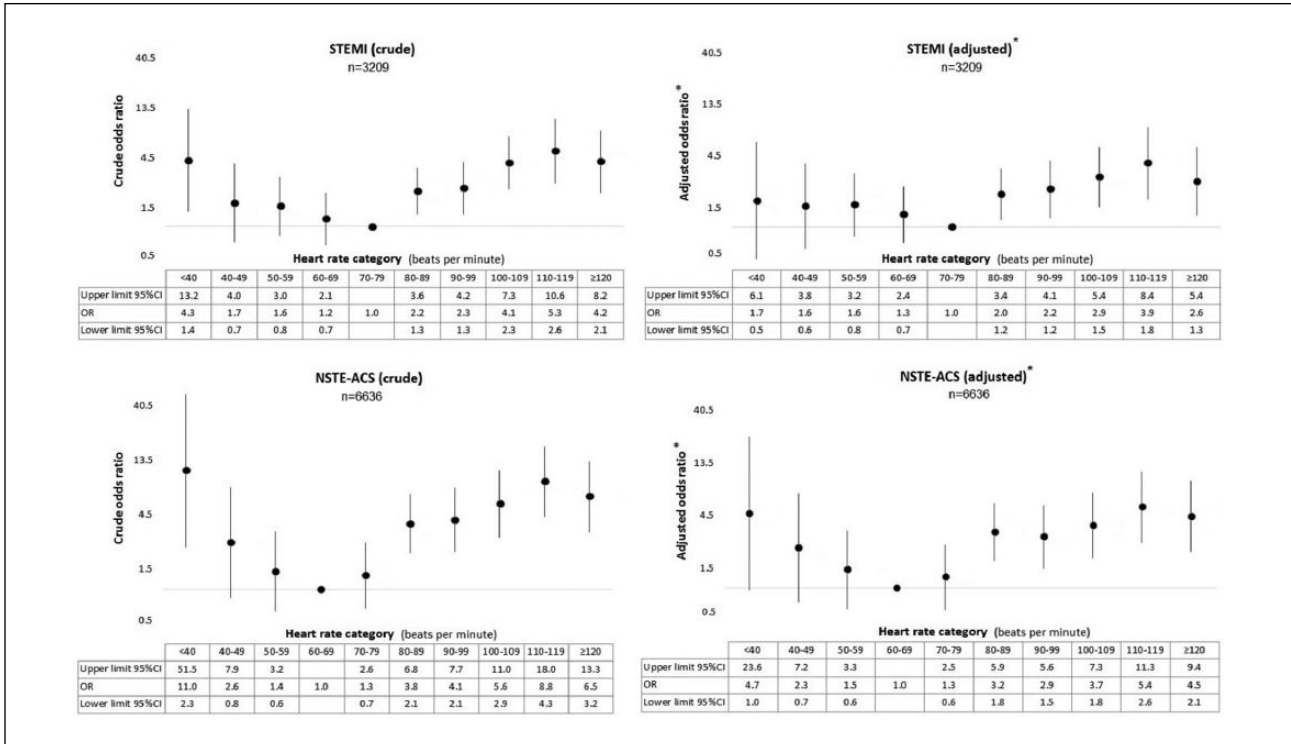 STEMI (crude)
n=3209
Crude odds ratio
40.5
13.5
4.5
1.5
0.5
Heart rate category (beats per minute)
<40 40-49 50-59 60-69 70-79 80-89 90-99 100-109 110-119 ≥120
Upper limit 95%CI 13.2 4.0 3.0 2.1 3.6 4.2 7.3 10.6 8.2
OR 4.3 1.7 1.6 1.2 1.0 2.2 2.3 4.1 5.3 4.2
Lower limit 95%CI 1.4 0.7 0.8 0.7 1.3 1.3 2.3 2.6 2.1
STEMI (adjusted)*
n=3209
Adjusted odds ratio*
40.5
13.5
4.5
1.5
0.5
Heart rate category (beats per minute)
<40 40-49 50-59 60-69 70-79 80-89 90-99 100-109 110-119 ≥120
Upper limit 95%CI 6.1 3.8 3.2 2.4 3.4 4.1 5.4 8.4 5.4
OR 1.7 1.6 1.6 1.3 1.0 2.0 2.2 2.9 3.9 2.6
Lower limit 95%CI 0.5 0.6 0.8 0.7 1.2 1.2 1.5 1.8 1.3
NSTE-ACS (crude)
n=6636
Crude odds ratio
40.5
13.5
4.5
1.5
0.5
Heart rate category (beats per minute)
<40 40-49 50-59 60-69 70-79 80-89 90-99 100-109 110-119 ≥120
Upper limit 95%CI 51.5 7.9 3.2 2.6 6.8 7.7 11.0 18.0 13.3
OR 11.0 2.6 1.4 1.0 1.3 3.8 4.1 5.6 8.8 6.5
Lower limit 95%CI 2.3 0.8 0.6 0.7 2.1 2.1 2.9 4.3 3.2
NSTE-ACS (adjusted)*
n=6636
Adjusted odds ratio*
40.5
13.5
4.5
1.5
0.5
Heart rate category (beats per minute)
<40 40-49 50-59 60-69 70-79 80-89 90-99 100-109 110-119 ≥120
Upper limit 95%CI 23.6 7.2 3.3 2.5 5.9 5.6 7.3 11.3 9.4
OR 4.7 2.3 1.5 1.0 1.3 3.2 2.9 3.7 5.4 4.5
Lower limit 95%CI 1.0 0.7 0.6 0.6 1.8 1.5 1.8 2.6 2.1